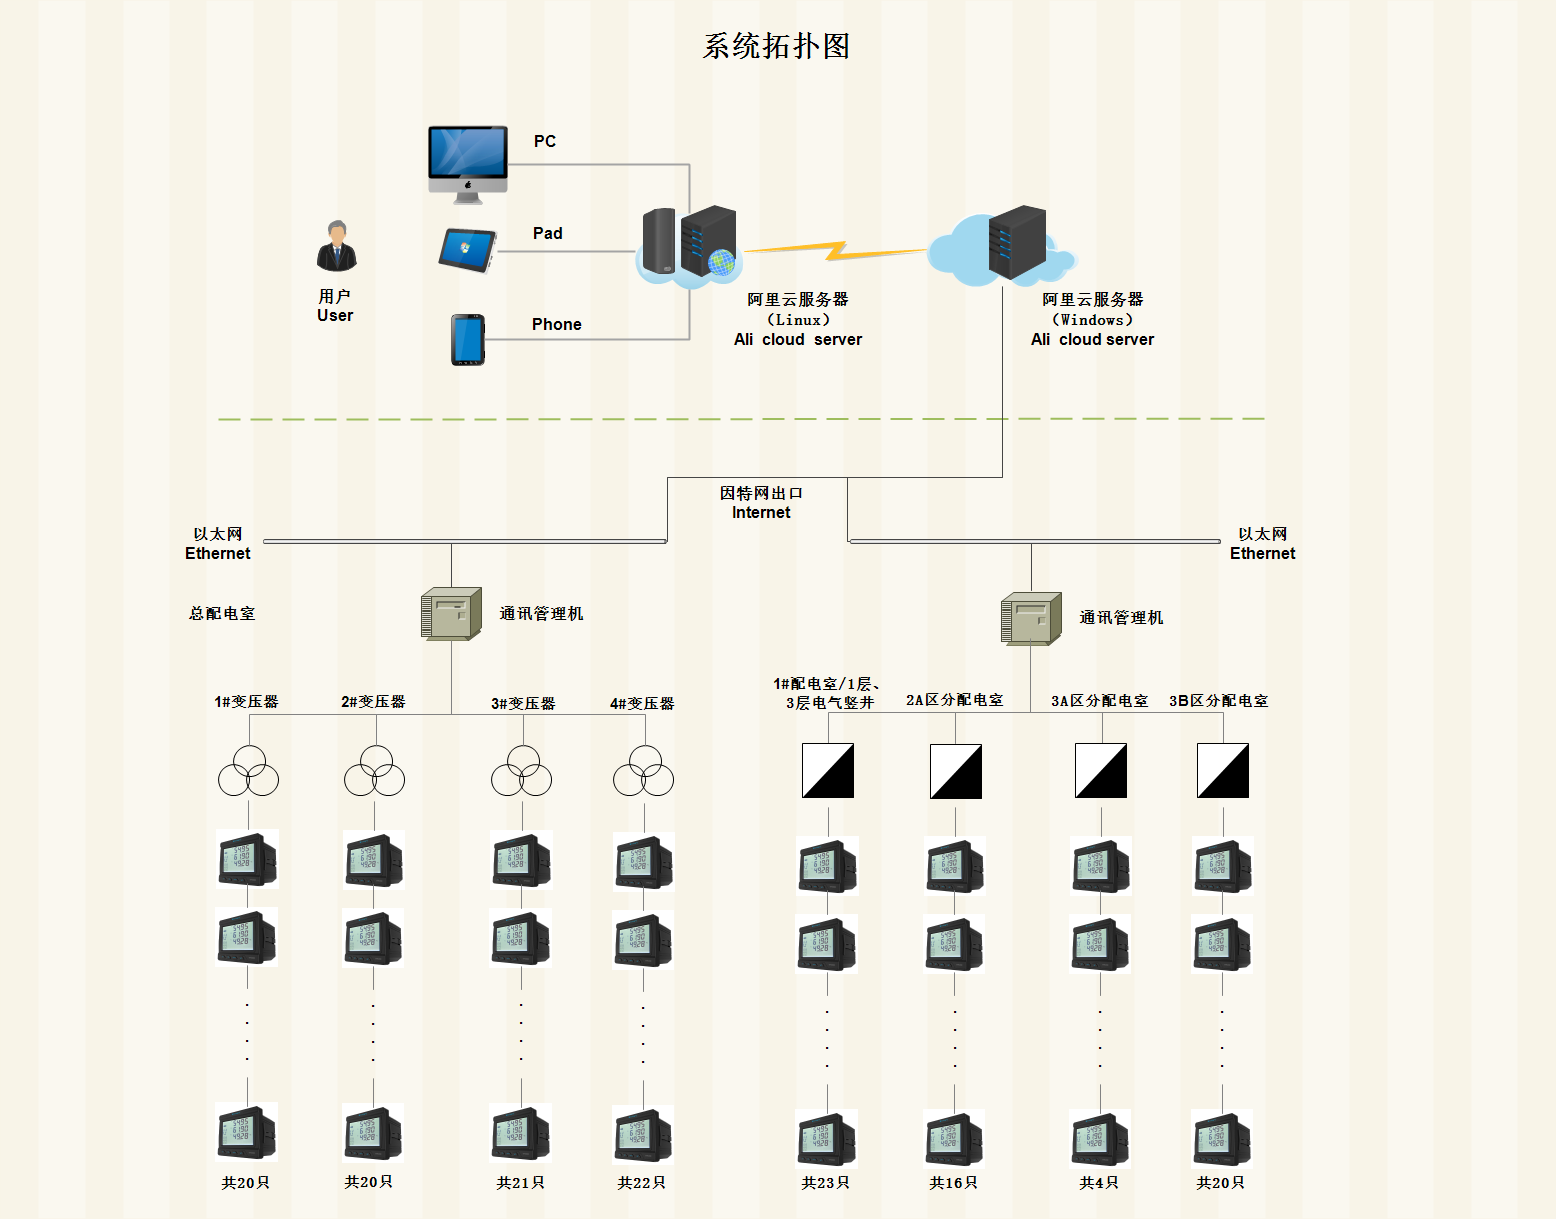 系统拓扑图
PC
Pad
Phone
用户
User
阿里云服务器
（Linux）
Ali cloud server
阿里云服务器
（Windows）
Ali cloud server
因特网出口
Internet
以太网
Ethernet
以太网
Ethernet
总配电室
通讯管理机
通讯管理机
1#变压器
2#变压器
3#变压器
4#变压器
1#配电室/1层、
3层电气竖井
2A区分配电室
3A区分配电室
3B区分配电室
共20只
共20只
共21只
共22只
共23只
共16只
共4只
共20只